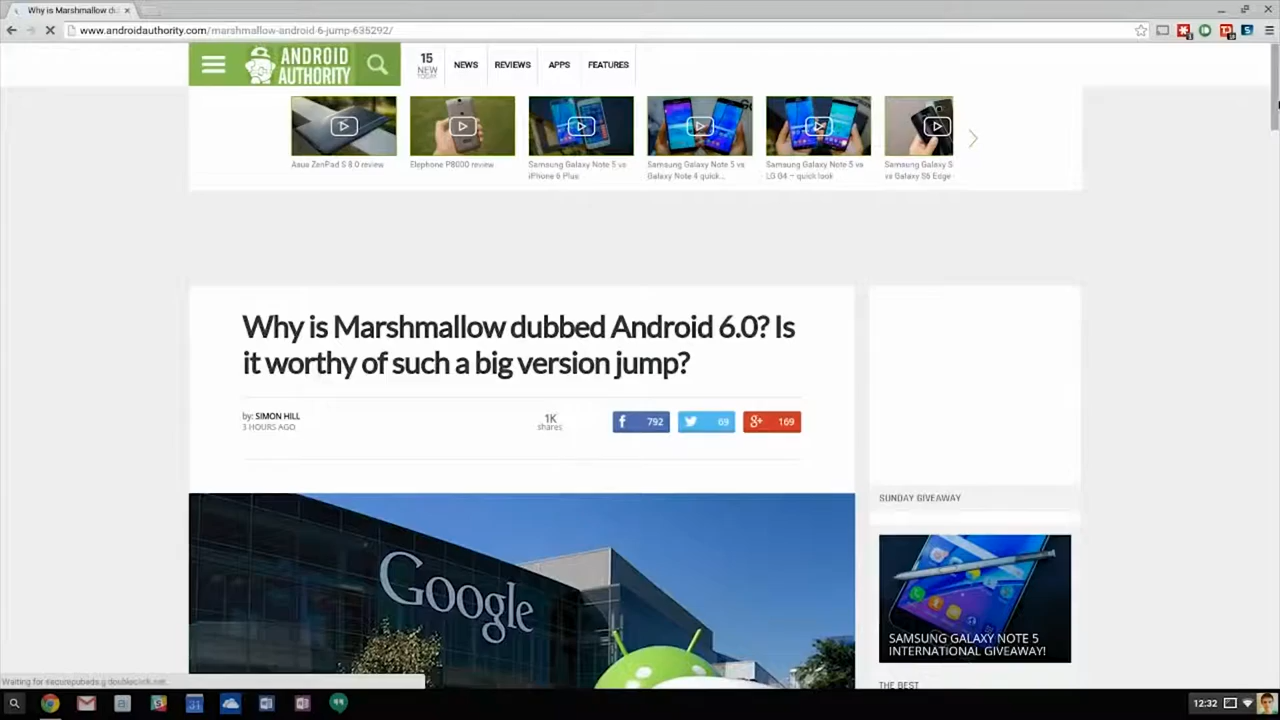 Why is Marshmallow du
www.androidauthority.com/marshmallow-android-6-jump-635292/
ANDROID
AUTHORITY
15
NEW
TODAY
NEWS
REVIEWS
APPS
FEATURES
Asus ZenPad S 8.0 review
Elephone P8000 review
Samsung Galaxy Note 5 vs
iPhone 6 Plus
Samsung Galaxy Note 5 vs
Galaxy Note 4 quick...
Samsung Galaxy Note 5 vs
LG G4 – quick look
Samsung Galaxy S
vs Galaxy S6 Edge
Why is Marshmallow dubbed Android 6.0? Is
it worthy of such a big version jump?
by: SIMON HILL
3 HOURS AGO
1K
shares
792
69
169
Google
SUNDAY GIVEAWAY
SAMSUNG GALAXY NOTE 5
INTERNATIONAL GIVEAWAY!
THE BEST
Waiting for securepubads.g.doubleclick.net...
31
12:32